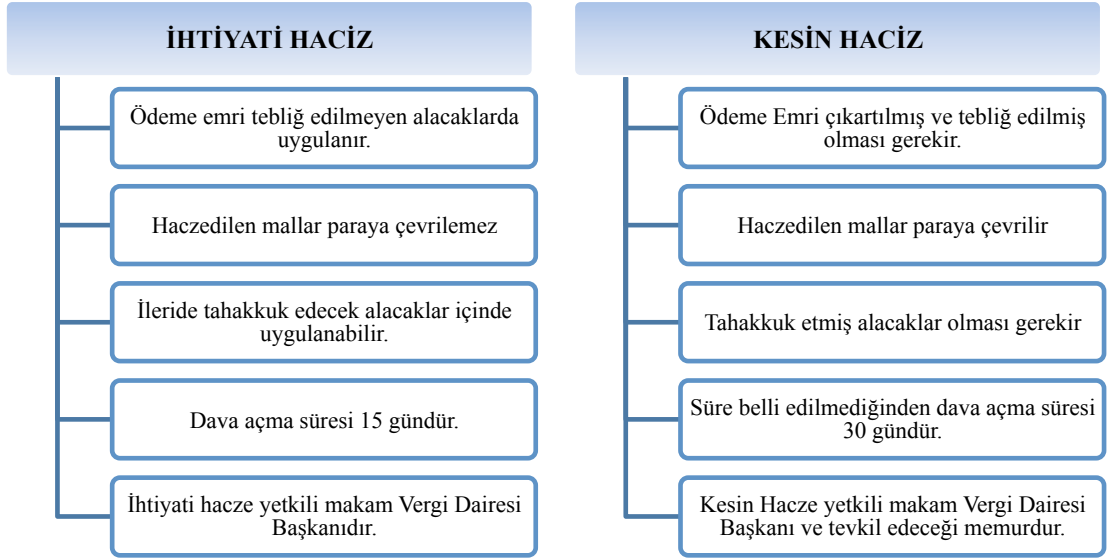 İHTİYATİ HACİZ
Ödeme emri tebliğ edilmeyen alacaklarda
uygulanır.
Haczedilen mallar paraya çevrilemez
İleride tahakkuk edecek alacaklar içinde
uygulanabilir.
Dava açma süresi 15 gündür.
İhtiyati hacze yetkili makam Vergi Dairesi
Başkanıdır.
KESİN HACİZ
Ödeme Emri çıkartılmış ve tebliğ edilmiş
olması gerekir.
Haczedilen mallar paraya çevrilir
Tahakkuk etmiş alacaklar olması gerekir
Süre belli edilmediğinden dava açma süresi
30 gündür.
Kesin Hacze yetkili makam Vergi Dairesi
Başkanı ve tevkil edeceği memurdur.